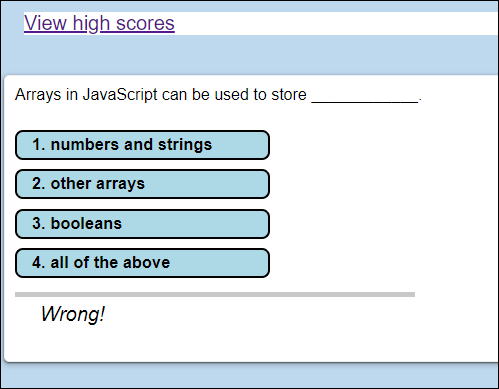 View high scores
Arrays in JavaScript can be used to store ____________.
1. numbers and strings
2. other arrays
3. booleans
4. all of the above
Wrong!